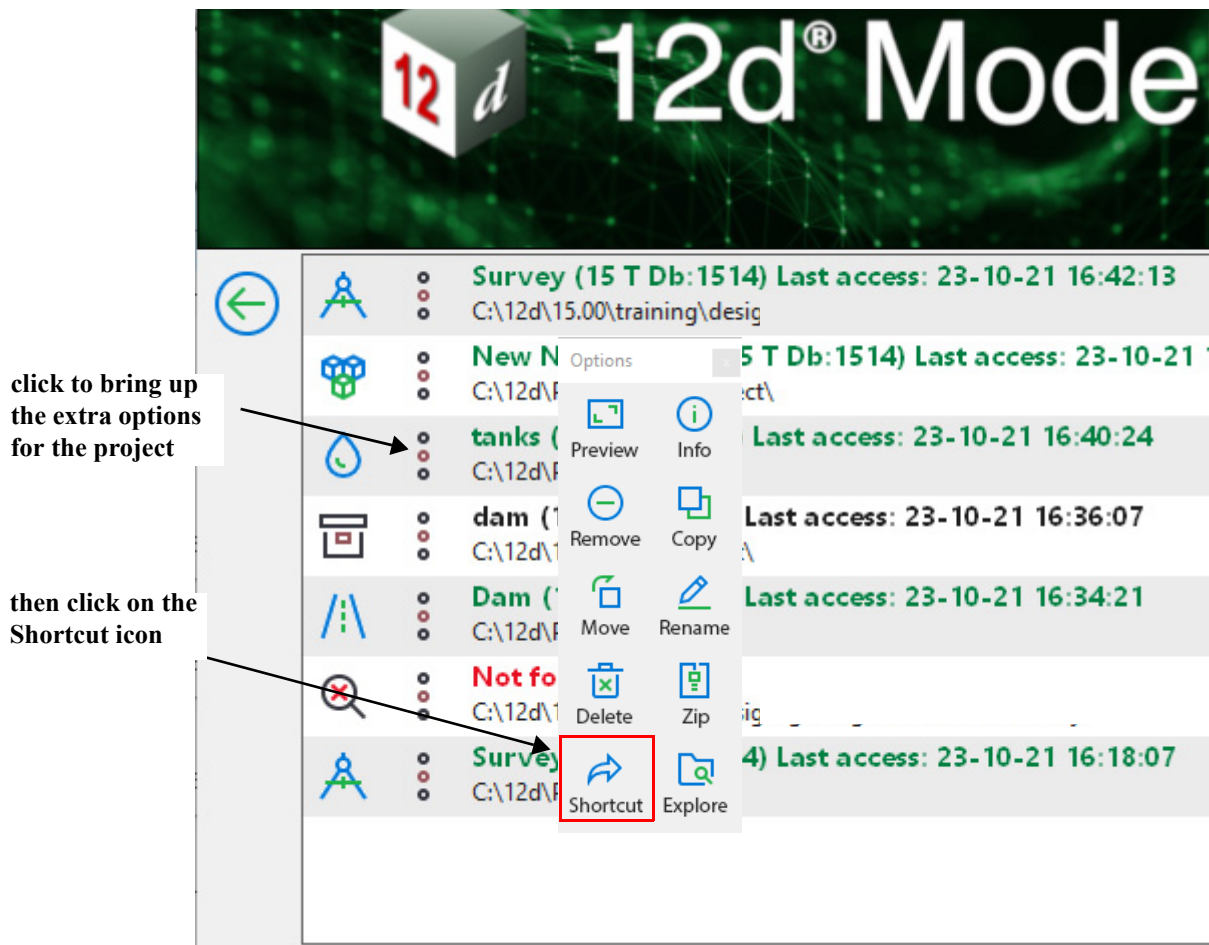 12 d 12d® Mode
Survey (15 T Db:1514) Last access: 23-10-21 16:42:13
C:\12d\15.00\training\desig
New N 5 T Db:1514) Last access: 23-10-21
C:\12d\ ect\
click to bring up
the extra options
for the project
tanks ( Last access: 23-10-21 16:40:24
C:\12d\
dam ( Last access: 23-10-21 16:36:07
C:\12d\1 \
then click on the
Shortcut icon
Dam ( Last access: 23-10-21 16:34:21
C:\12d\
Not fo
C:\12d\1 sig
Survey 4) Last access: 23-10-21 16:18:07
C:\12d\
Options
Preview Info
Remove Copy
Move Rename
Delete Zip
Shortcut Explore